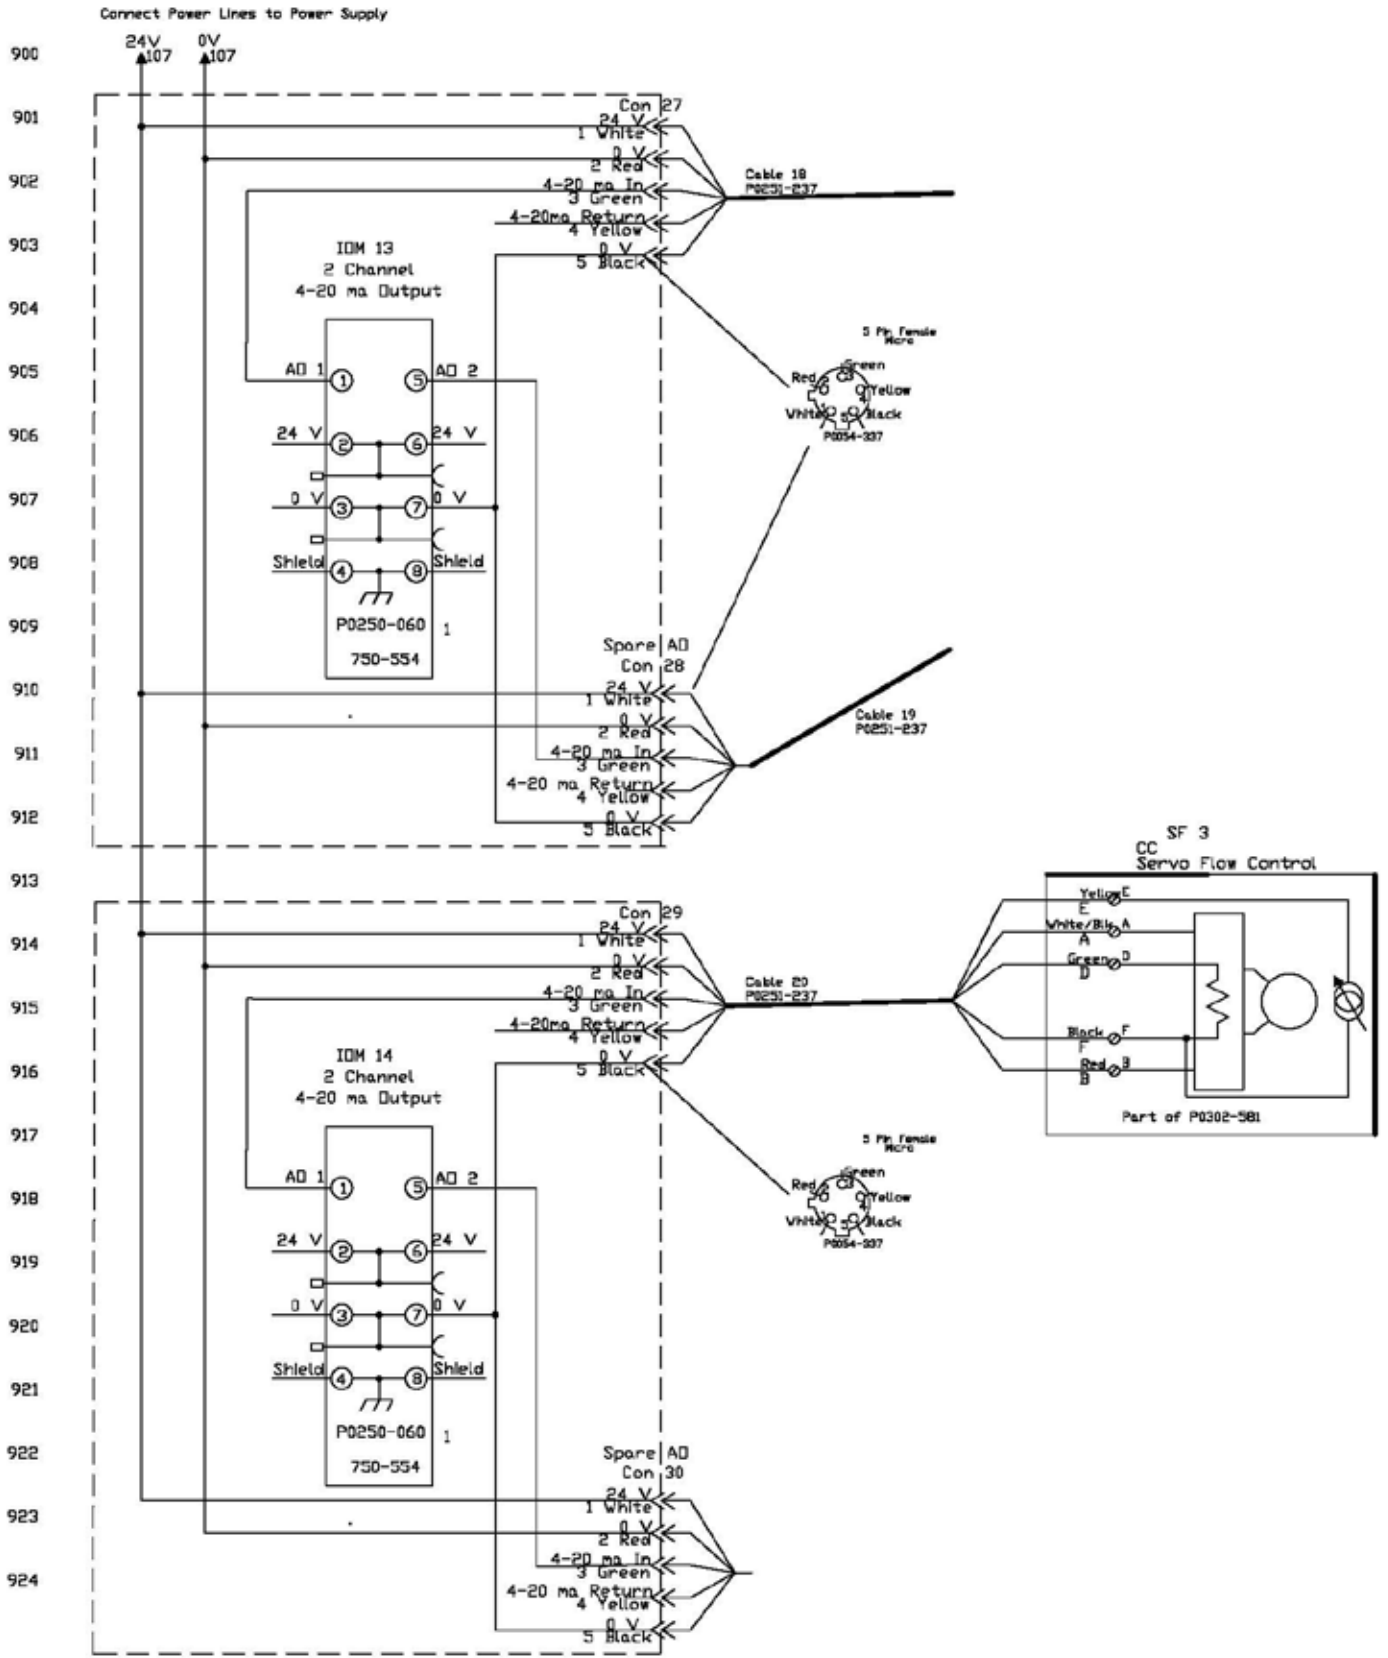 Connect Power Lines to Power Supply
24V
107
0V
107
900
901
902
903
904
905
906
907
908
909
910
911
912
913
914
915
916
917
918
919
920
921
922
923
924
Con 27
24 V
1 White
0 V
2 Red
4-20 ma In
3 Green
4-20ma Return
4 Yellow
0 V
5 Black
Cable 18
P0251-237
IOM 13
2 Channel
4-20 ma Output
AO 1
1
5
AO 2
24 V
2
6
24 V
0 V
3
7
0 V
Shield
4
8
Shield
P0250-060
1
750-554
5 Pin Female
Micro
Green
Red
Yellow
White
Black
Spare AO
Con 28
24 V
1 White
0 V
2 Red
4-20 ma In
3 Green
4-20 ma Return
4 Yellow
0 V
5 Black
Cable 19
P0251-237
SF 3
CC
Servo Flow Control
Yellow E
E
White/Blk A
A
Green D
D
Black F
F
Red B
B
Part of P0302-581
Con 29
24 V
1 White
0 V
2 Red
4-20 ma In
3 Green
4-20ma Return
4 Yellow
0 V
5 Black
Cable 20
P0251-237
IOM 14
2 Channel
4-20 ma Output
AO 1
1
5
AO 2
24 V
2
6
24 V
0 V
3
7
0 V
Shield
4
8
Shield
P0250-060
1
750-554
5 Pin Female
Micro
Green
Red
Yellow
White
Black
Spare AO
Con 30
24 V
1 White
0 V
2 Red
4-20 ma In
3 Green
4-20 ma Return
4 Yellow
0 V
5 Black